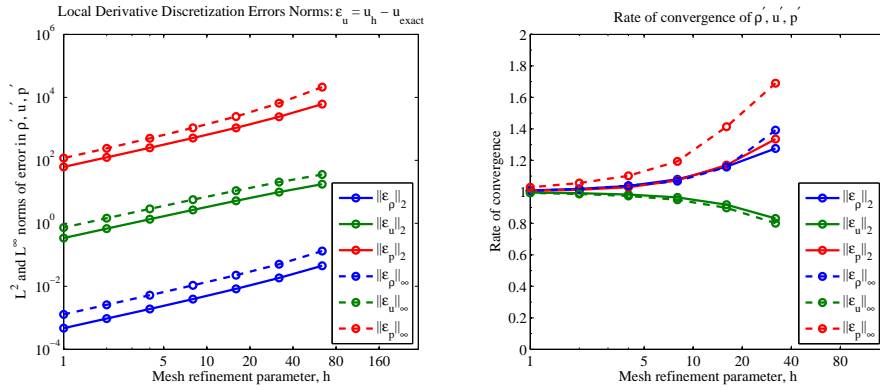 Local Derivative Discretization Errors Norms: ε_u = u_h − u_exact
L^2 and L^∞ norms of error in ρ′, u′, p′
10^6
10^4
10^2
10^0
10^−2
10^−4
1 5 10 20 40 80 160
Mesh refinement parameter, h
||ε_ρ||_2
||ε_u||_2
||ε_p||_2
||ε_ρ||_∞
||ε_u||_∞
||ε_p||_∞
Rate of convergence of ρ′, u′, p′
Rate of convergence
2
1.8
1.6
1.4
1.2
1
0.8
0.6
0.4
0.2
0
1 5 10 20 40 80
Mesh refinement parameter, h
||ε_ρ||_2
||ε_u||_2
||ε_p||_2
||ε_ρ||_∞
||ε_u||_∞
||ε_p||_∞